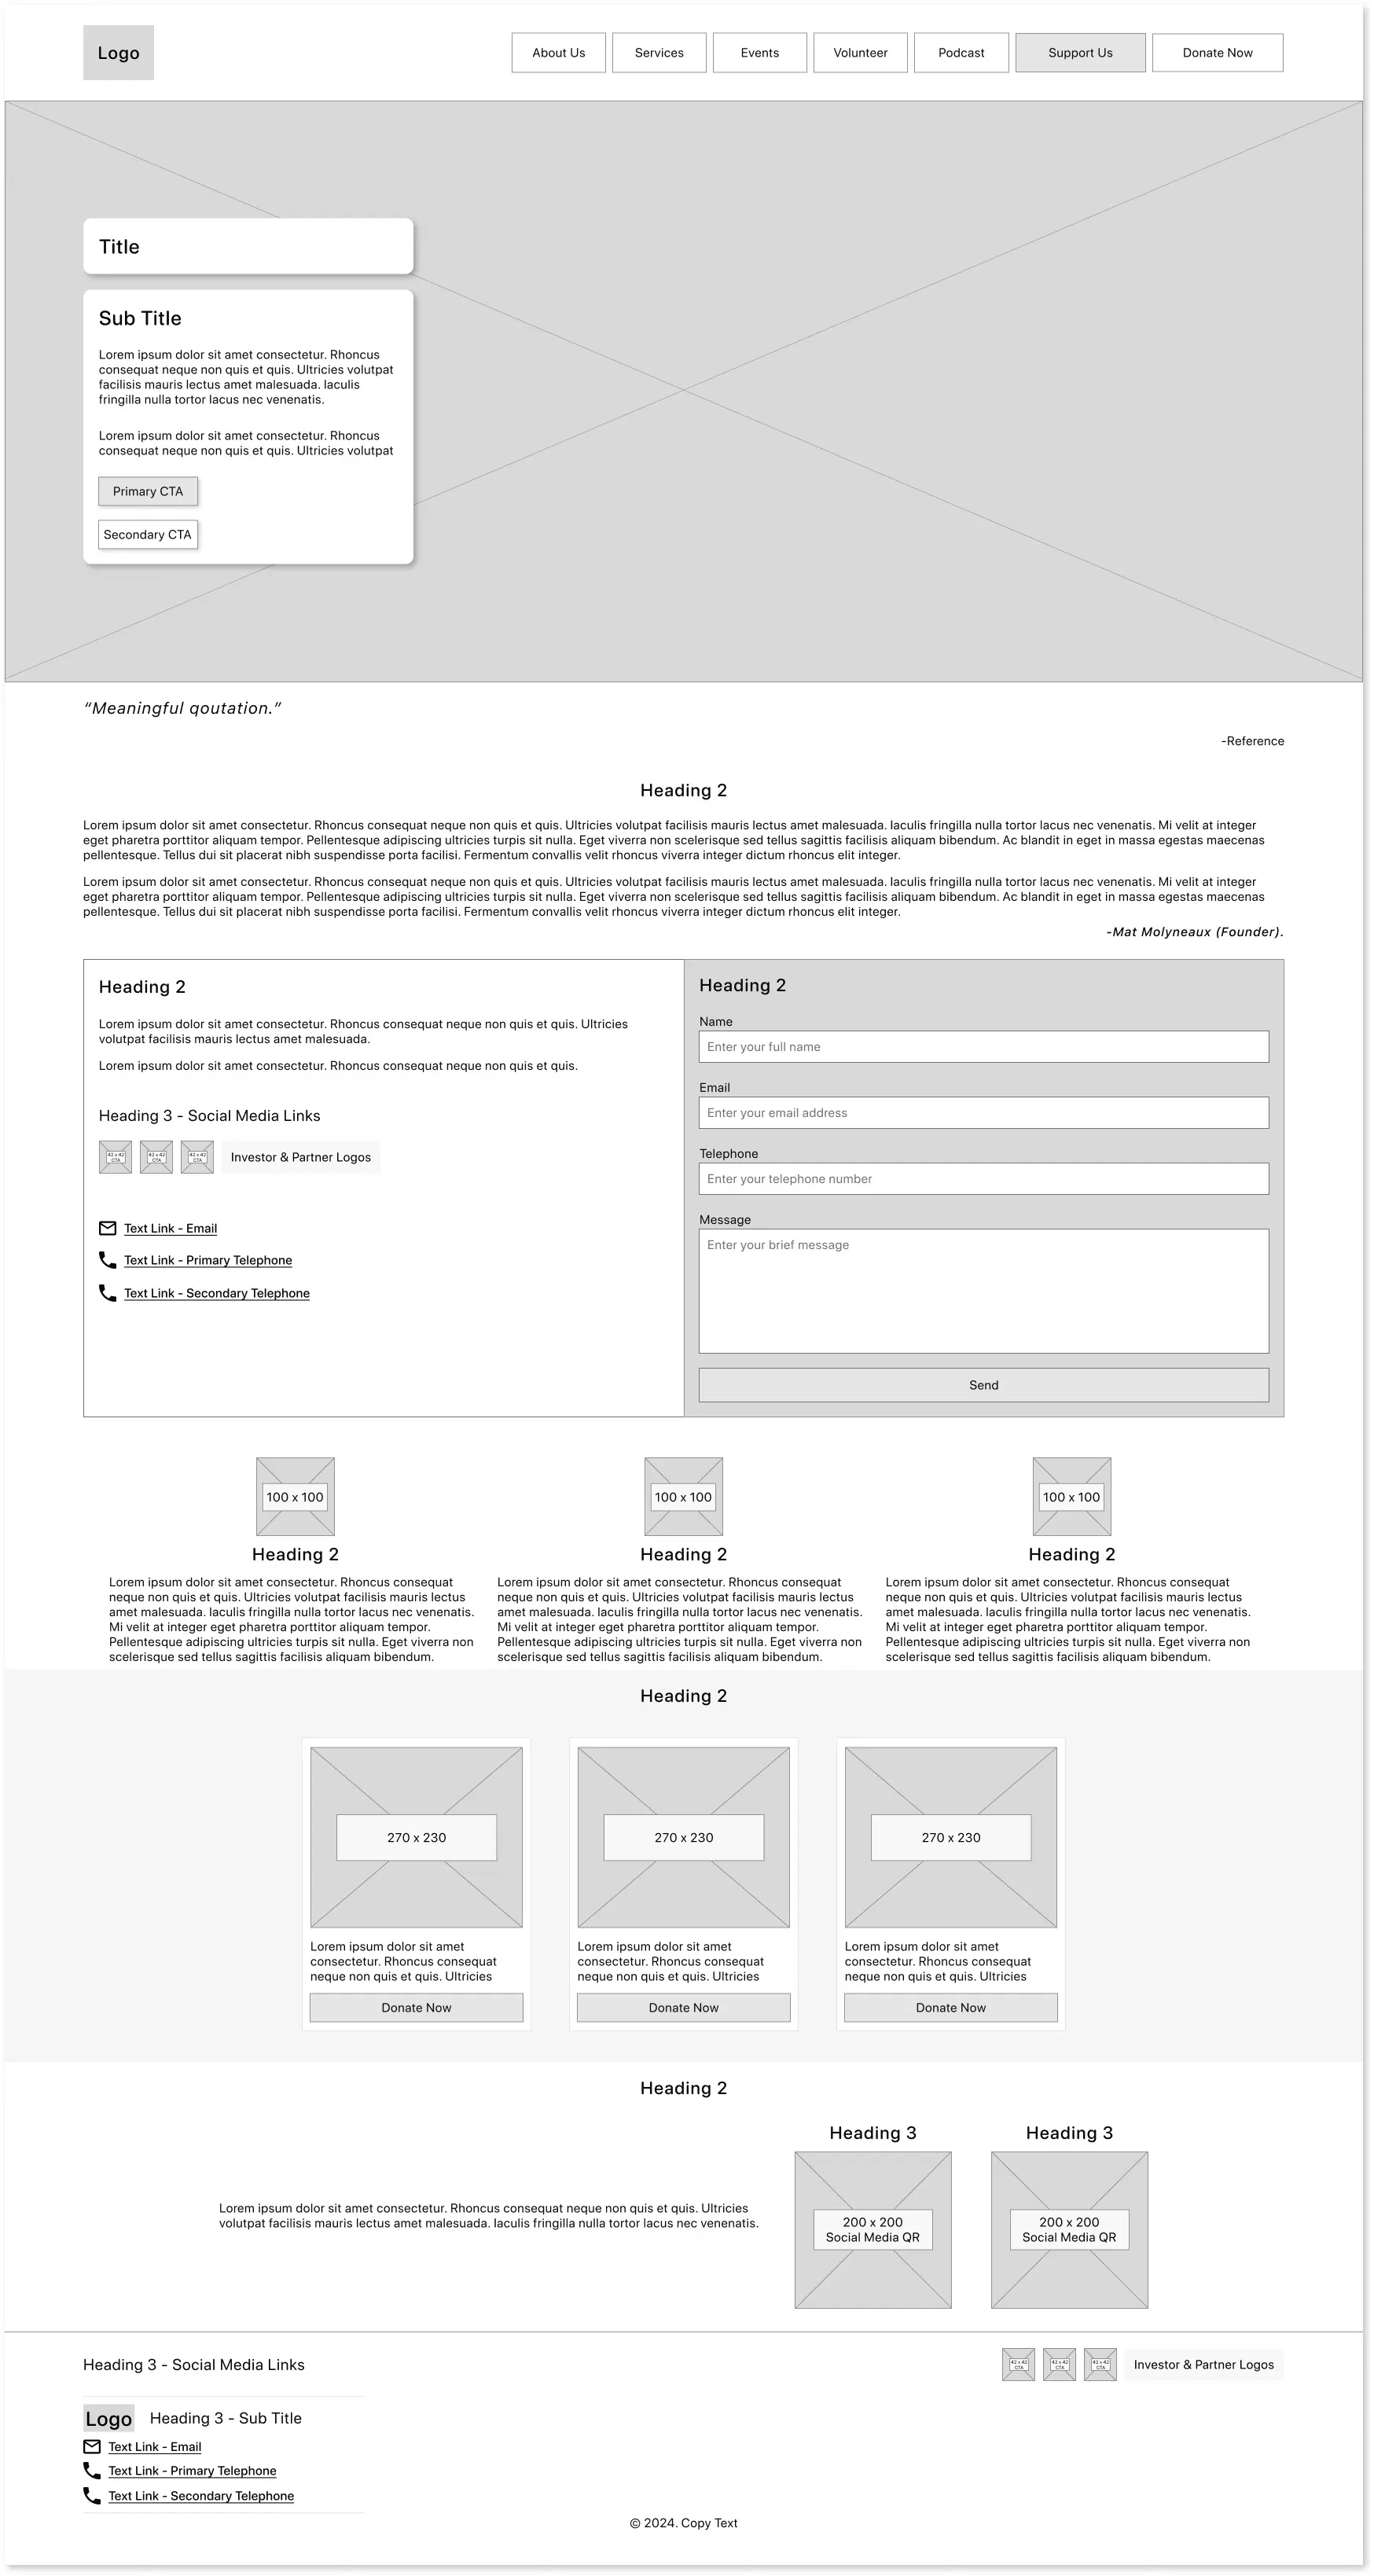 Logo
About Us
Services
Events
Volunteer
Podcast
Support Us
Donate Now
Title
Sub Title
Lorem ipsum dolor sit amet consectetur. Rhoncus
consequat neque non quis et quis. Ultricies volutpat
facilisis mauris lectus amet malesuada. Iaculis
fringilla nulla tortor lacus nec venenatis.
Lorem ipsum dolor sit amet consectetur. Rhoncus
consequat neque non quis et quis. Ultricies volutpat
Primary CTA
Secondary CTA
“Meaningful qoutation.”
-Reference
Heading 2
Lorem ipsum dolor sit amet consectetur. Rhoncus consequat neque non quis et quis. Ultricies volutpat facilisis mauris lectus amet malesuada. Iaculis fringilla nulla tortor lacus nec venenatis. Mi velit at integer
eget pharetra porttitor aliquam tempor. Pellentesque adipiscing ultricies turpis sit nulla. Eget viverra non scelerisque sed tellus sagittis facilisis aliquam bibendum. Ac blandit in eget in massa egestas maecenas
pellentesque. Tellus dui sit placerat nibh suspendisse porta facilisi. Fermentum convallis velit rhoncus viverra integer dictum rhoncus elit integer.
Lorem ipsum dolor sit amet consectetur. Rhoncus consequat neque non quis et quis. Ultricies volutpat facilisis mauris lectus amet malesuada. Iaculis fringilla nulla tortor lacus nec venenatis. Mi velit at integer
eget pharetra porttitor aliquam tempor. Pellentesque adipiscing ultricies turpis sit nulla. Eget viverra non scelerisque sed tellus sagittis facilisis aliquam bibendum. Ac blandit in eget in massa egestas maecenas
pellentesque. Tellus dui sit placerat nibh suspendisse porta facilisi. Fermentum convallis velit rhoncus viverra integer dictum rhoncus elit integer.
-Mat Molyneaux (Founder).
Heading 2
Lorem ipsum dolor sit amet consectetur. Rhoncus consequat neque non quis et quis. Ultricies
volutpat facilisis mauris lectus amet malesuada.
Lorem ipsum dolor sit amet consectetur. Rhoncus consequat neque non quis et quis.
Heading 3 - Social Media Links
42 x 42
CTA
42 x 42
CTA
42 x 42
CTA
Investor & Partner Logos
Text Link - Email
Text Link - Primary Telephone
Text Link - Secondary Telephone
Heading 2
Name
Enter your full name
Email
Enter your email address
Telephone
Enter your telephone number
Message
Enter your brief message
Send
100 x 100
Heading 2
Lorem ipsum dolor sit amet consectetur. Rhoncus consequat
neque non quis et quis. Ultricies volutpat facilisis mauris lectus
amet malesuada. Iaculis fringilla nulla tortor lacus nec venenatis.
Mi velit at integer eget pharetra porttitor aliquam tempor.
Pellentesque adipiscing ultricies turpis sit nulla. Eget viverra non
scelerisque sed tellus sagittis facilisis aliquam bibendum.
100 x 100
Heading 2
Lorem ipsum dolor sit amet consectetur. Rhoncus consequat
neque non quis et quis. Ultricies volutpat facilisis mauris lectus
amet malesuada. Iaculis fringilla nulla tortor lacus nec venenatis.
Mi velit at integer eget pharetra porttitor aliquam tempor.
Pellentesque adipiscing ultricies turpis sit nulla. Eget viverra non
scelerisque sed tellus sagittis facilisis aliquam bibendum.
100 x 100
Heading 2
Lorem ipsum dolor sit amet consectetur. Rhoncus consequat
neque non quis et quis. Ultricies volutpat facilisis mauris lectus
amet malesuada. Iaculis fringilla nulla tortor lacus nec venenatis.
Mi velit at integer eget pharetra porttitor aliquam tempor.
Pellentesque adipiscing ultricies turpis sit nulla. Eget viverra non
scelerisque sed tellus sagittis facilisis aliquam bibendum.
Heading 2
270 x 230
Lorem ipsum dolor sit amet
consectetur. Rhoncus consequat
neque non quis et quis. Ultricies
Donate Now
270 x 230
Lorem ipsum dolor sit amet
consectetur. Rhoncus consequat
neque non quis et quis. Ultricies
Donate Now
270 x 230
Lorem ipsum dolor sit amet
consectetur. Rhoncus consequat
neque non quis et quis. Ultricies
Donate Now
Heading 2
Lorem ipsum dolor sit amet consectetur. Rhoncus consequat neque non quis et quis. Ultricies
volutpat facilisis mauris lectus amet malesuada. Iaculis fringilla nulla tortor lacus nec venenatis.
Heading 3
200 x 200
Social Media QR
Heading 3
200 x 200
Social Media QR
Heading 3 - Social Media Links
42 x 42
CTA
42 x 42
CTA
42 x 42
CTA
Investor & Partner Logos
Logo
Heading 3 - Sub Title
Text Link - Email
Text Link - Primary Telephone
Text Link - Secondary Telephone
© 2024. Copy Text